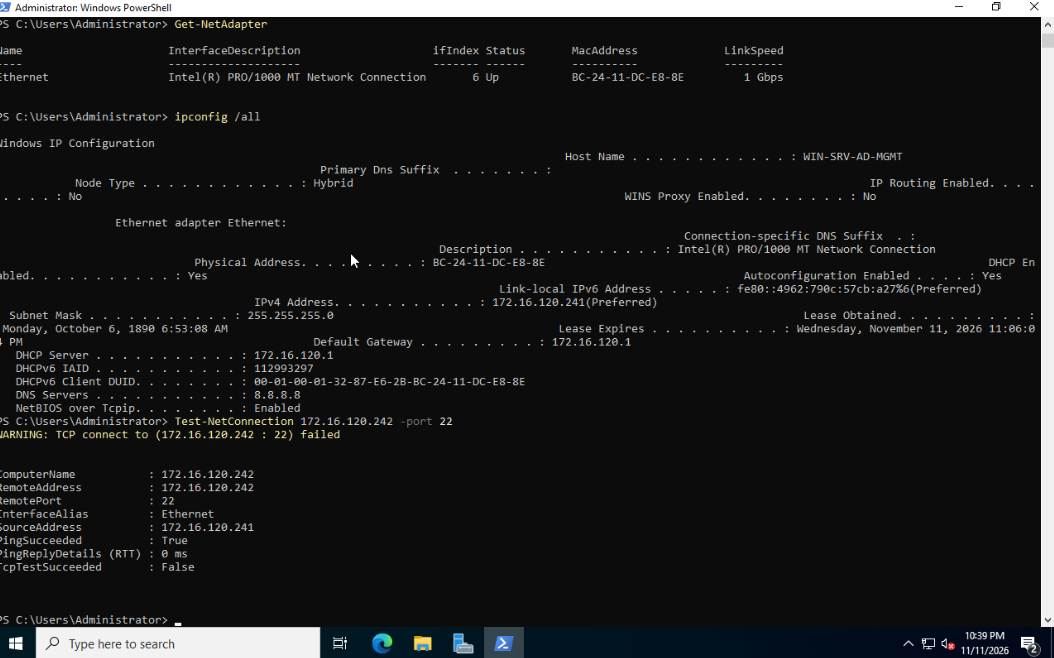 Administrator: Windows PowerShell
PS C:\Users\Administrator> Get-NetAdapter
Name InterfaceDescription ifIndex Status MacAddress LinkSpeed
---- -------------------- ------- ------ ---------- ---------
Ethernet Intel(R) PRO/1000 MT Network Connection 6 Up BC-24-11-DC-E8-8E 1 Gbps
PS C:\Users\Administrator> ipconfig /all
Windows IP Configuration
Host Name . . . . . . . . . . . . : WIN-SRV-AD-MGMT
Primary Dns Suffix . . . . . . . :
Node Type . . . . . . . . . . . . : Hybrid IP Routing Enabled. . . .
. . . . : No WINS Proxy Enabled. . . . . . . . : No
Ethernet adapter Ethernet:
Connection-specific DNS Suffix . :
Description . . . . . . . . . . . : Intel(R) PRO/1000 MT Network Connection
Physical Address. . . . . . . . . : BC-24-11-DC-E8-8E DHCP En
abled. . . . . . . . . . . : Yes Autoconfiguration Enabled . . . . : Yes
Link-local IPv6 Address . . . . . : fe80::4962:790c:57cb:a27%6(Preferred)
IPv4 Address. . . . . . . . . . . : 172.16.120.241(Preferred)
Subnet Mask . . . . . . . . . . . : 255.255.255.0 Lease Obtained. . . . . . . . . . :
Monday, October 6, 1890 6:53:08 AM Lease Expires . . . . . . . . . . : Wednesday, November 11, 2026 11:06:0
4 PM Default Gateway . . . . . . . . . : 172.16.120.1
DHCP Server . . . . . . . . . . . : 172.16.120.1
DHCPv6 IAID . . . . . . . . . . . : 112993297
DHCPv6 Client DUID. . . . . . . . : 00-01-00-01-32-87-E6-2B-BC-24-11-DC-E8-8E
DNS Servers . . . . . . . . . . . : 8.8.8.8
NetBIOS over Tcpip. . . . . . . . : Enabled
PS C:\Users\Administrator> Test-NetConnection 172.16.120.242 -port 22
WARNING: TCP connect to (172.16.120.242 : 22) failed
ComputerName : 172.16.120.242
RemoteAddress : 172.16.120.242
RemotePort : 22
InterfaceAlias : Ethernet
SourceAddress : 172.16.120.241
PingSucceeded : True
PingReplyDetails (RTT) : 0 ms
TcpTestSucceeded : False
PS C:\Users\Administrator>
Type here to search
10:39 PM
11/11/2026
2